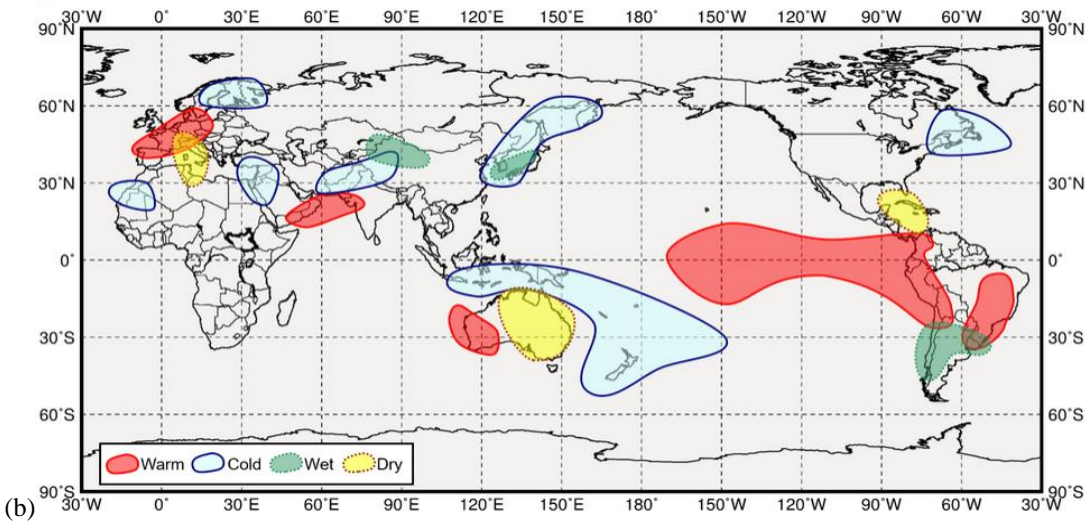 30˚W 0˚ 30˚E 60˚E 90˚E 120˚E 150˚E 180˚ 150˚W 120˚W 90˚W 60˚W 30˚W
90˚N 90˚N
60˚N 60˚N
30˚N 30˚N
0˚ 0˚
30˚S 30˚S
60˚S 60˚S
Warm Cold Wet Dry
90˚S 90˚S
30˚W 0˚ 30˚E 60˚E 90˚E 120˚E 150˚E 180˚ 150˚W 120˚W 90˚W 60˚W 30˚W
(b)